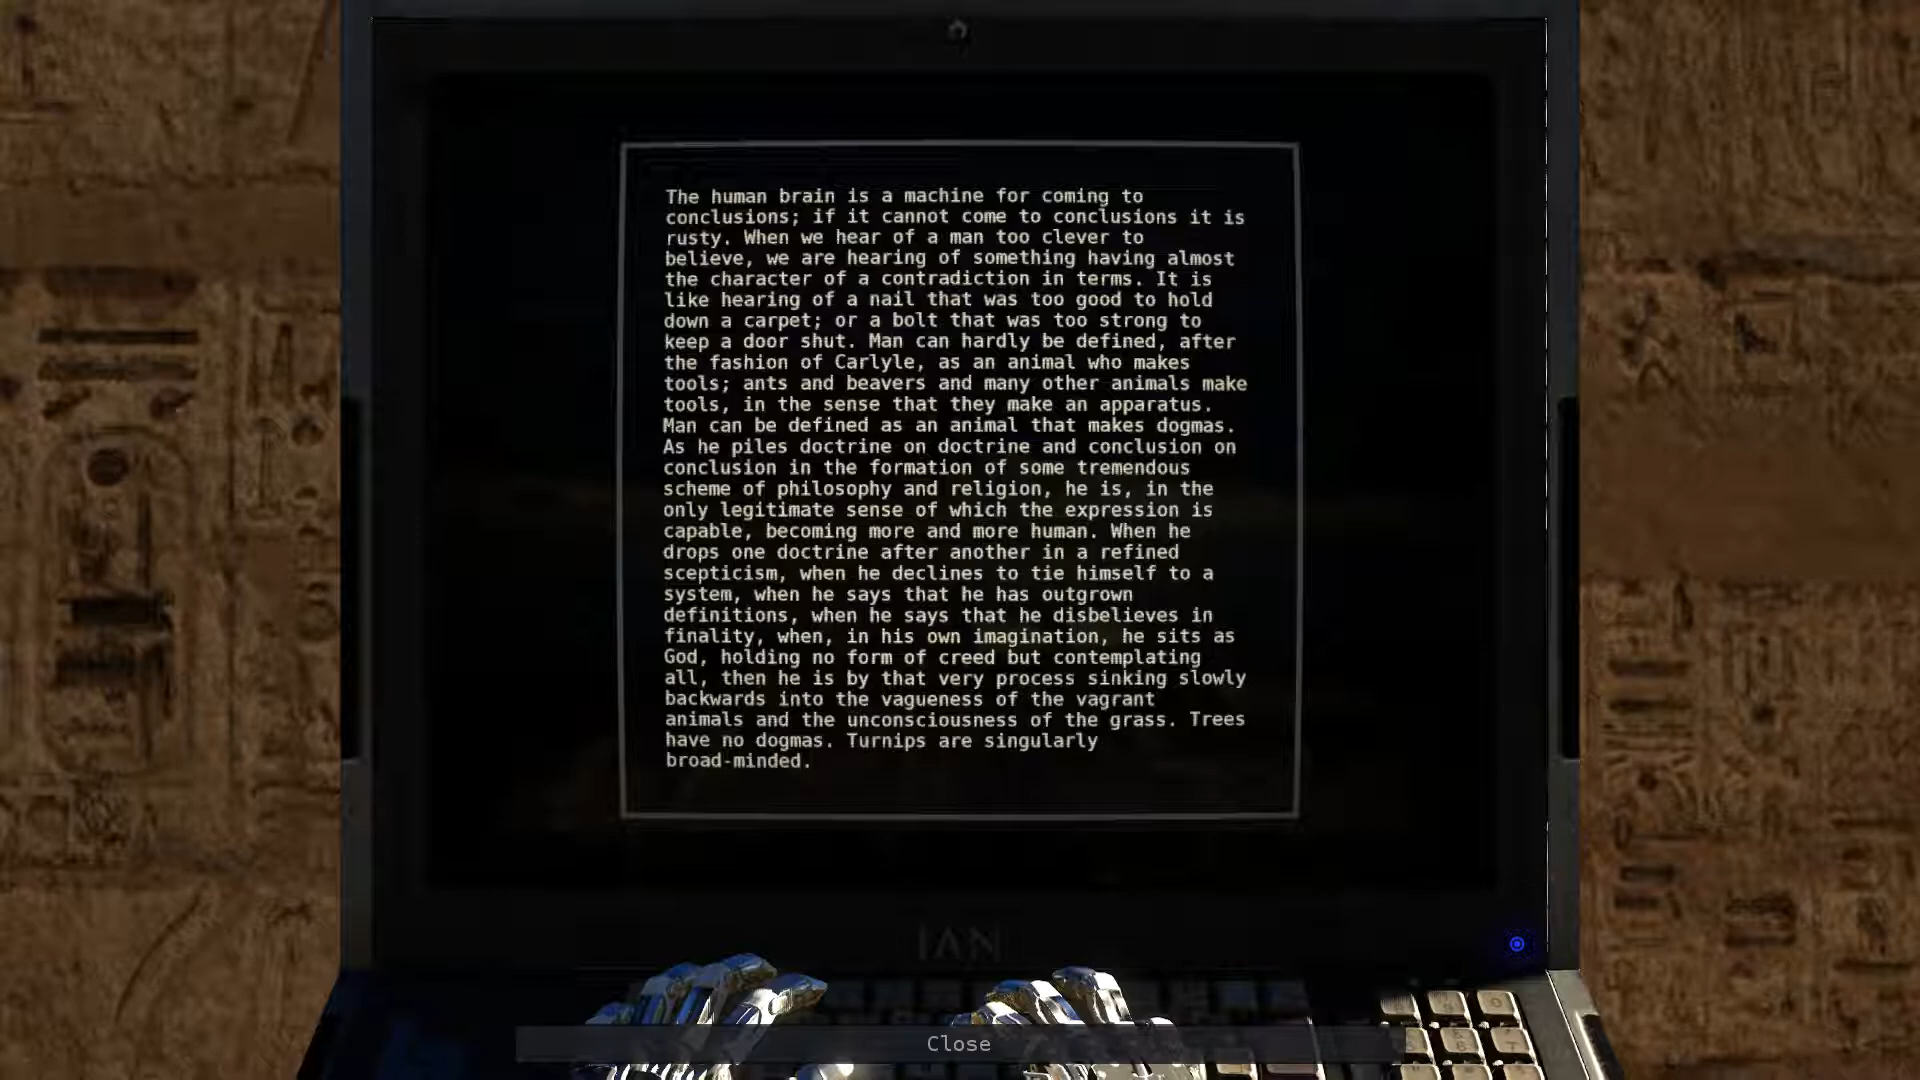 The human brain is a machine for coming to
conclusions; if it cannot come to conclusions it is
rusty. When we hear of a man too clever to
believe, we are hearing of something having almost
the character of a contradiction in terms. It is
like hearing of a nail that was too good to hold
down a carpet; or a bolt that was too strong to
keep a door shut. Man can hardly be defined, after
the fashion of Carlyle, as an animal who makes
tools; ants and beavers and many other animals make
tools, in the sense that they make an apparatus.
Man can be defined as an animal that makes dogmas.
As he piles doctrine on doctrine and conclusion on
conclusion in the formation of some tremendous
scheme of philosophy and religion, he is, in the
only legitimate sense of which the expression is
capable, becoming more and more human. When he
drops one doctrine after another in a refined
scepticism, when he declines to tie himself to a
system, when he says that he has outgrown
definitions, when he says that he disbelieves in
finality, when, in his own imagination, he sits as
God, holding no form of creed but contemplating
all, then he is by that very process sinking slowly
backwards into the vagueness of the vagrant
animals and the unconsciousness of the grass. Trees
have no dogmas. Turnips are singularly
broad-minded.
IAN
Close